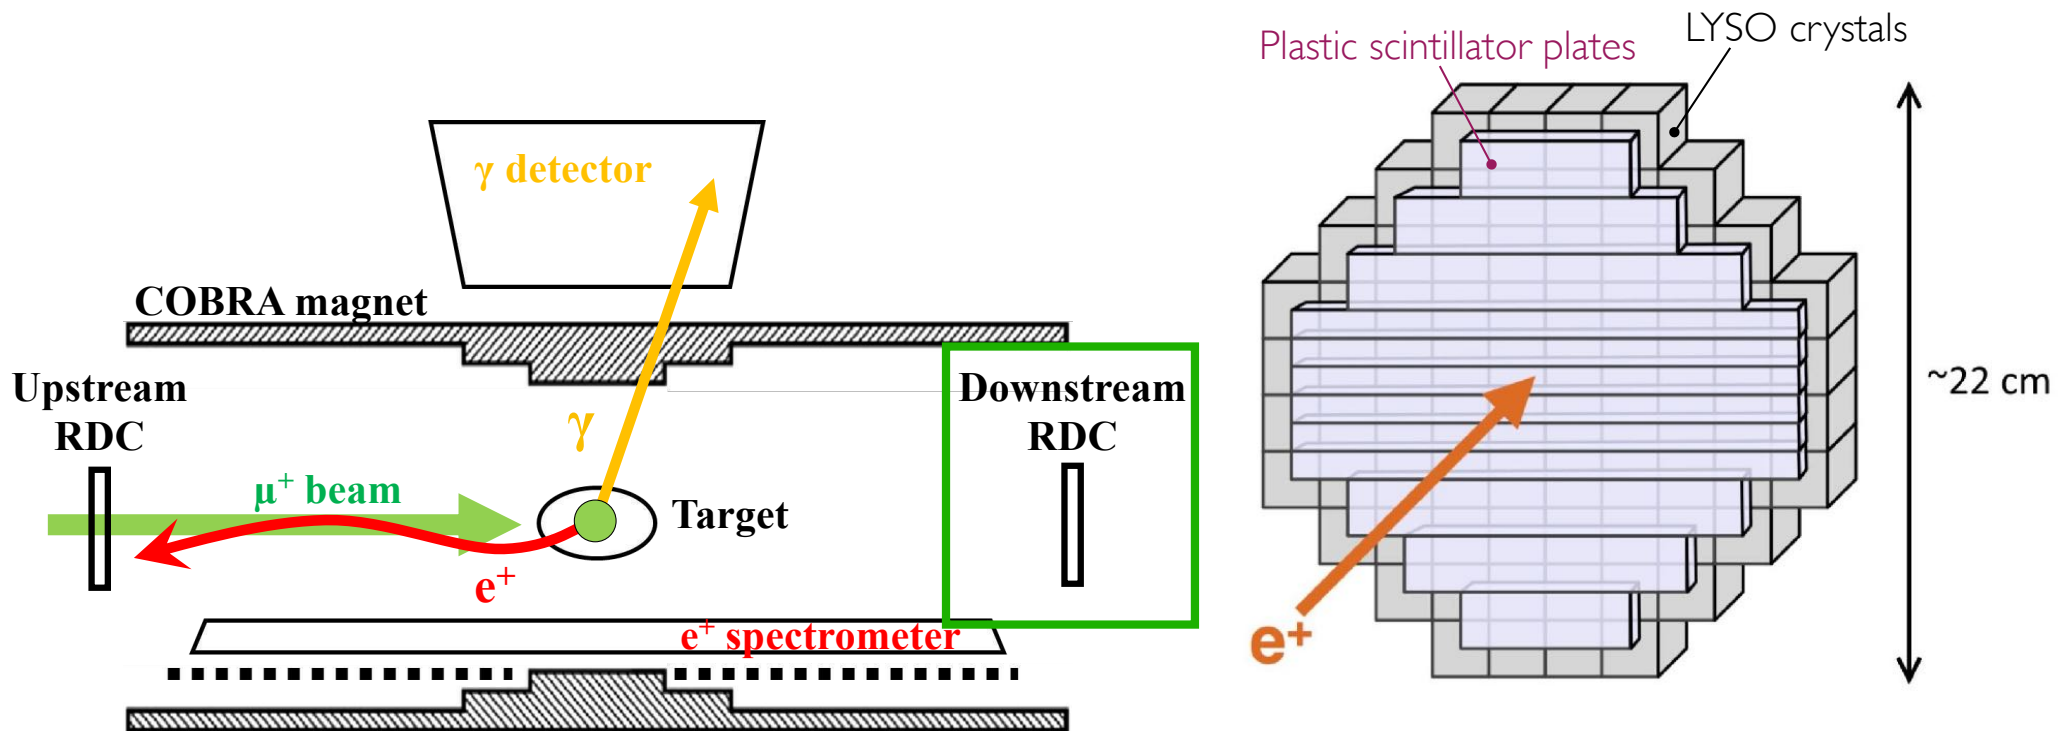 γ detector
COBRA magnet
Upstream
RDC
μ⁺ beam
γ
e⁺
Target
Downstream
RDC
e⁺ spectrometer
Plastic scintillator plates
LYSO crystals
~22 cm
e⁺